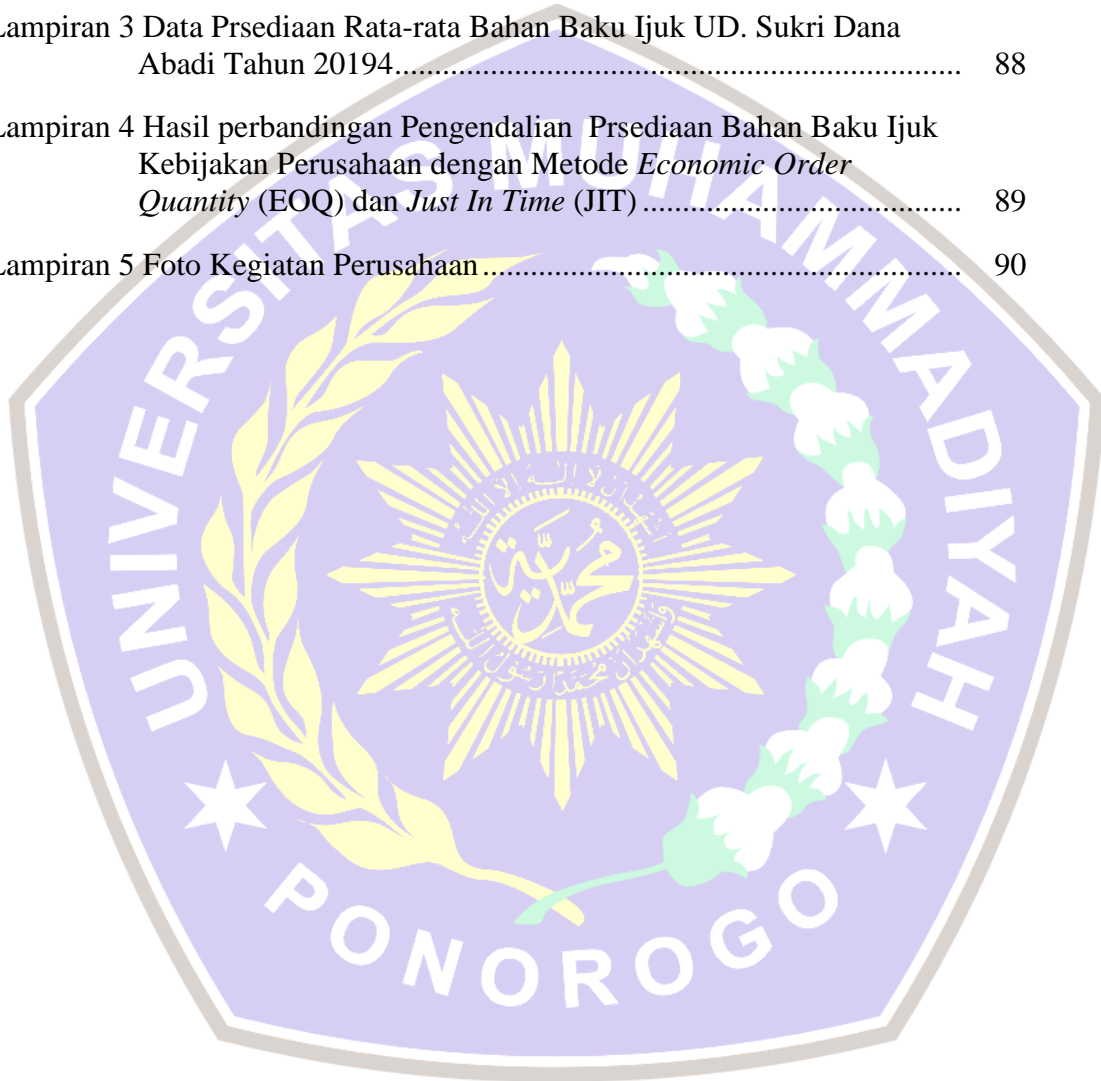 Lampiran 3 Data Prsediaan Rata-rata Bahan Baku Ijuk UD. Sukri Dana
Abadi Tahun 20194....................................................................... 88
Lampiran 4 Hasil perbandingan Pengendalian Prsediaan Bahan Baku Ijuk
Kebijakan Perusahaan dengan Metode Economic Order
Quantity (EOQ) dan Just In Time (JIT) ........................................ 89
Lampiran 5 Foto Kegiatan Perusahaan............................................................ 90
UNIVERSITAS MUHAMMADIYAH
PONOROGO
محمدية